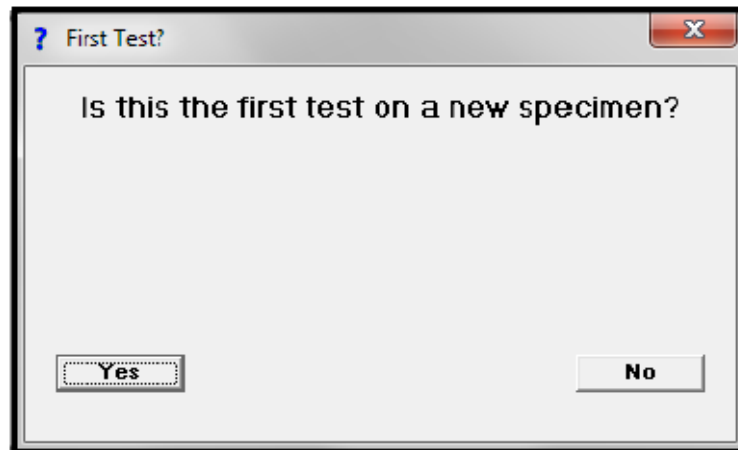 ? First Test?
Is this the first test on a new specimen?
Yes
No